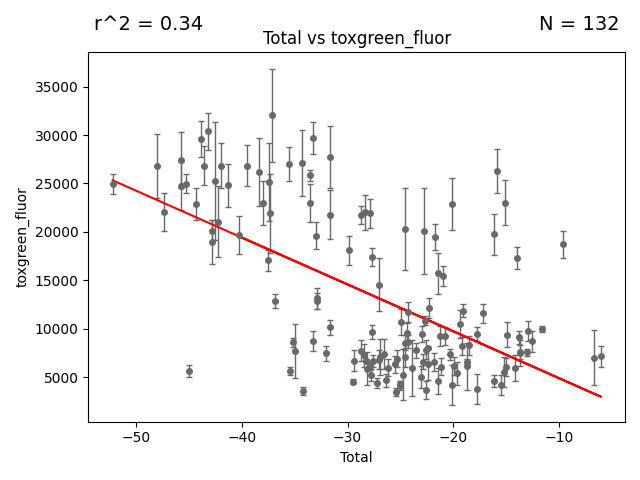 r^2 = 0.34
N = 132
Total vs toxgreen_fluor
35000
30000
25000
20000
15000
10000
5000
toxgreen_fluor
−50
−40
−30
−20
−10
Total